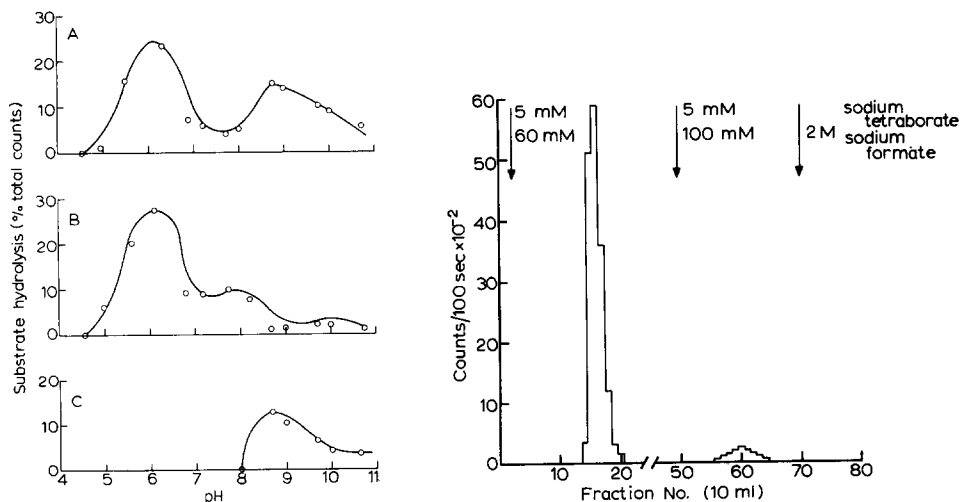 Substrate hydrolysis (% total counts)
A
30
20
10
0
B
30
20
10
0
C
20
10
0
4 5 6 7 8 9 10 11
pH
Counts/100 sec x10-2
60
50
40
30
20
10
0
5 mM
60 mM
5 mM
100 mM
2 M
sodium
tetraborate
sodium
formate
10 20 50 60 70 80
Fraction No. (10 ml)